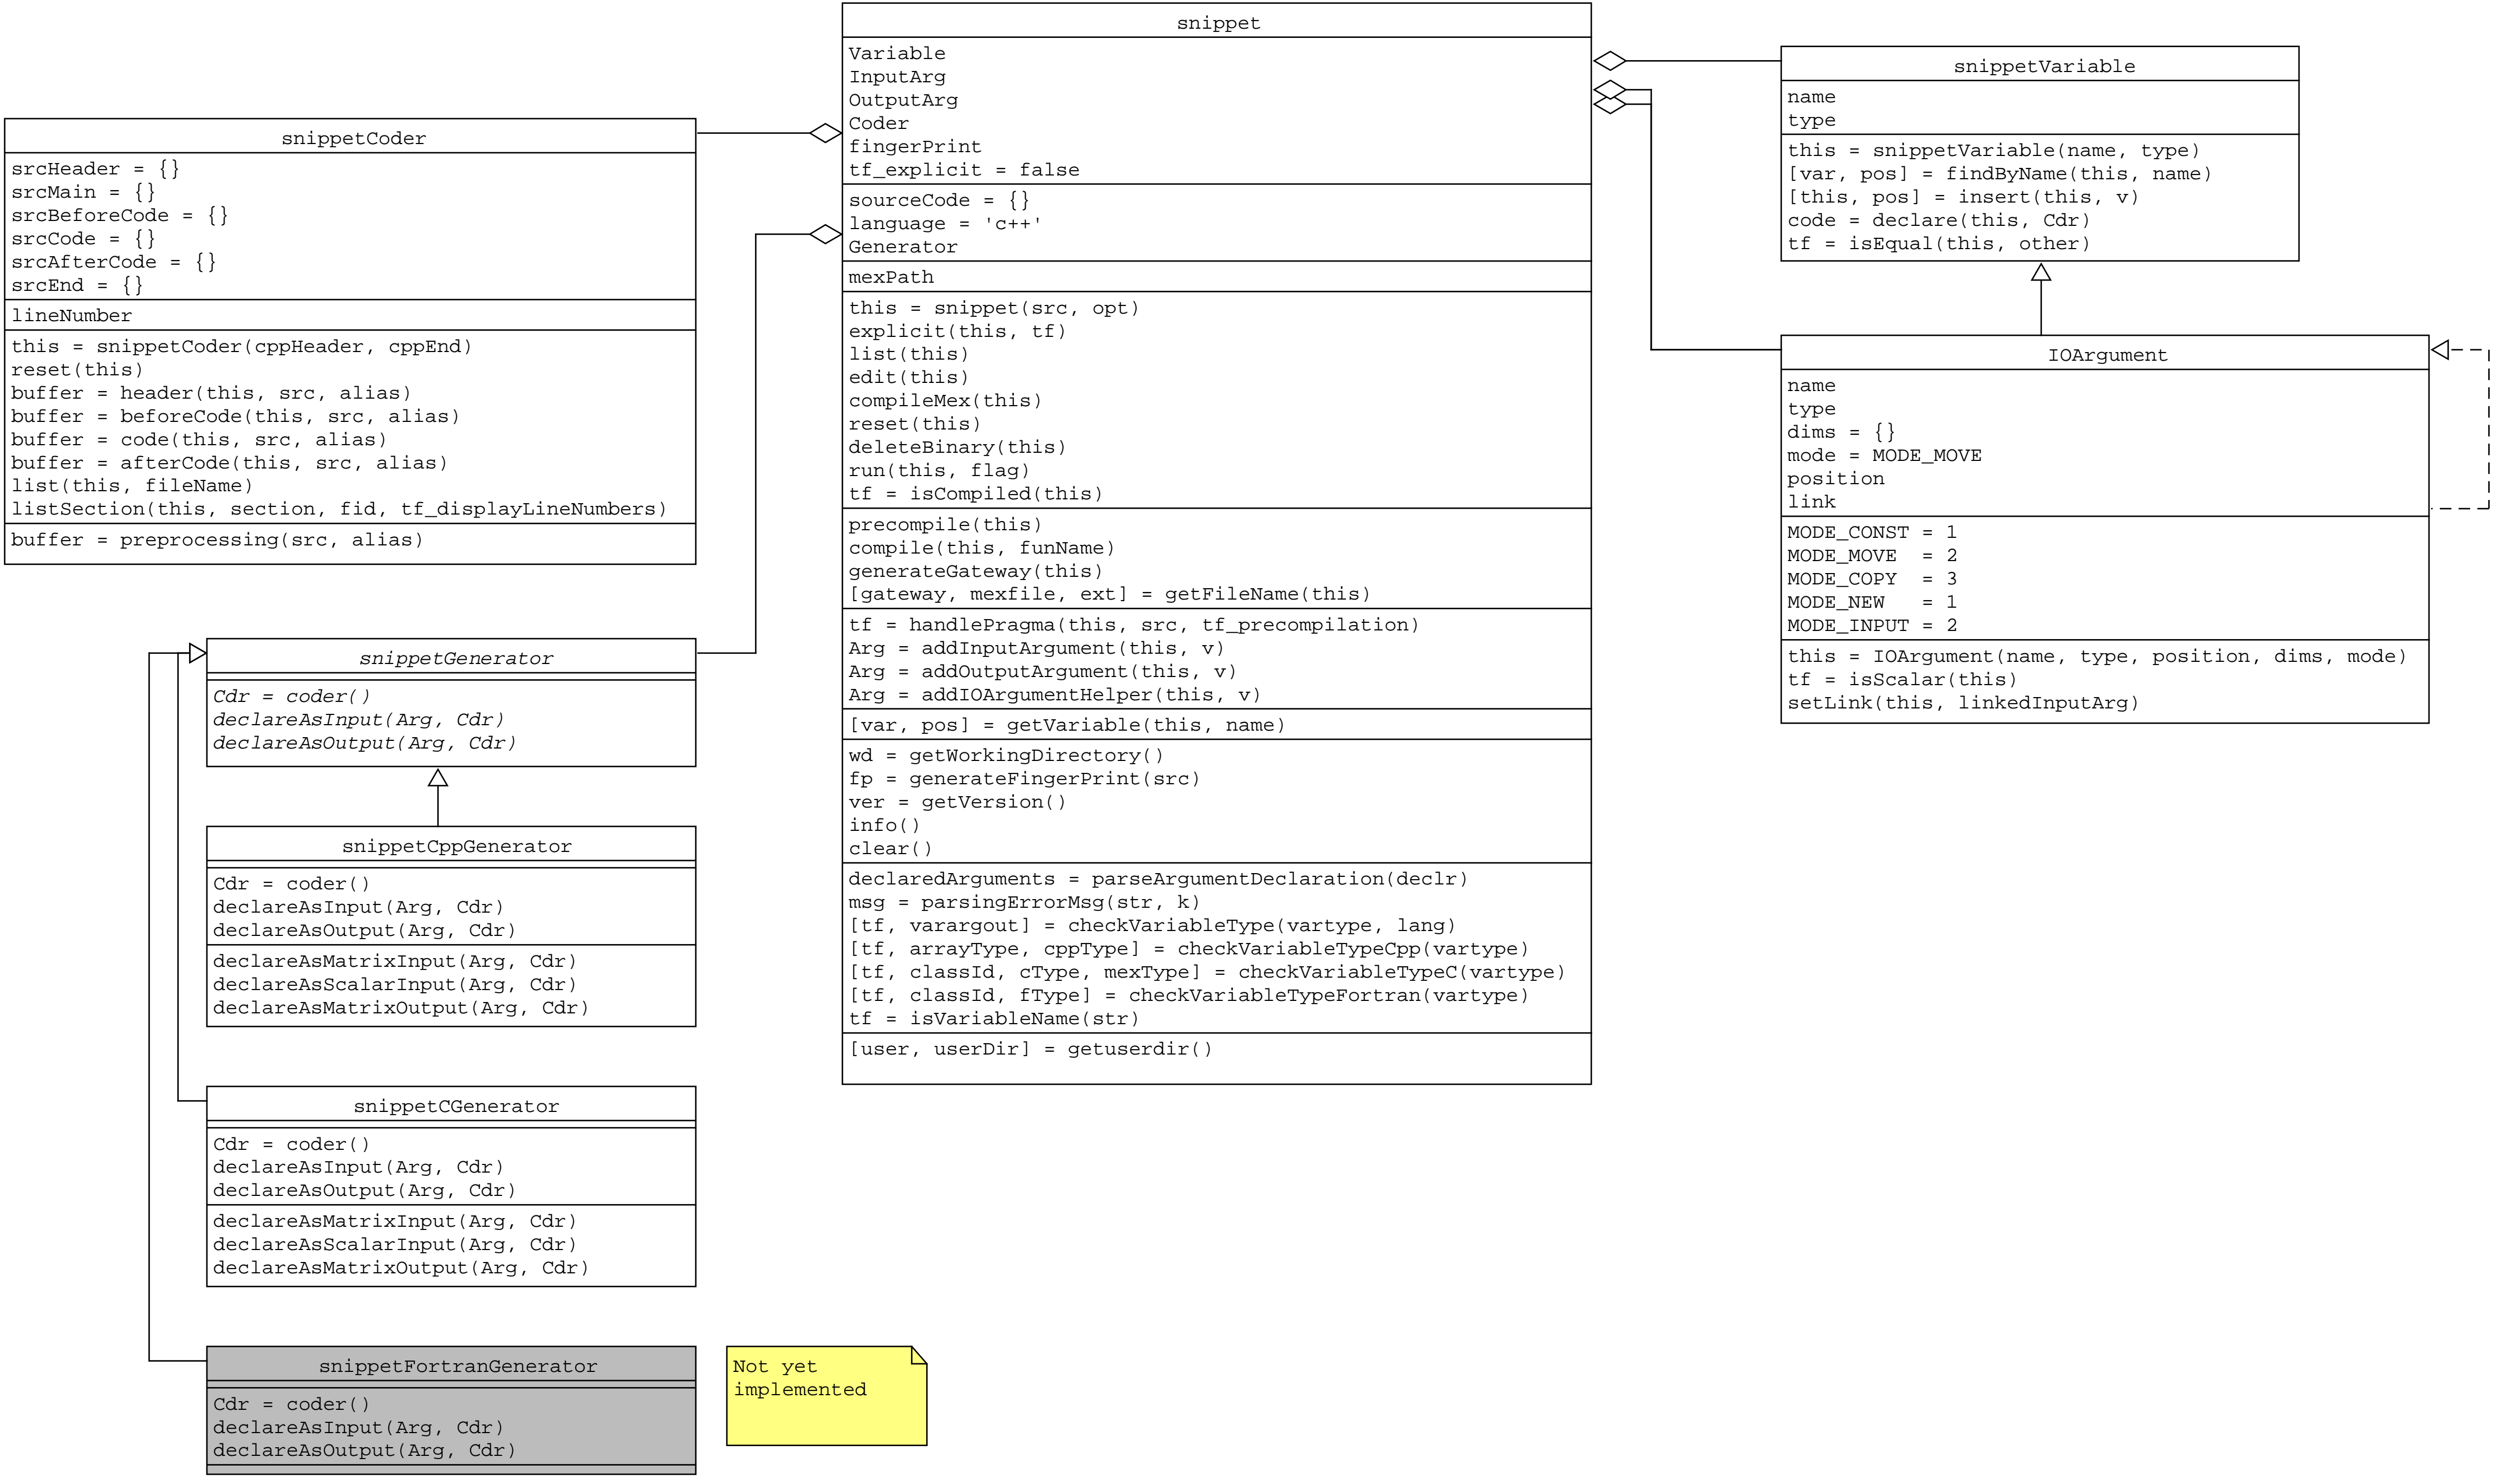 snippet
Variable
InputArg
OutputArg
Coder
fingerPrint
tf_explicit = false
sourceCode = {}
language = 'c++'
Generator
mexPath
this = snippet(src, opt)
explicit(this, tf)
list(this)
edit(this)
compileMex(this)
reset(this)
deleteBinary(this)
run(this, flag)
tf = isCompiled(this)
precompile(this)
compile(this, funName)
generateGateway(this)
[gateway, mexfile, ext] = getFileName(this)
tf = handlePragma(this, src, tf_precompilation)
Arg = addInputArgument(this, v)
Arg = addOutputArgument(this, v)
Arg = addIOArgumentHelper(this, v)
[var, pos] = getVariable(this, name)
wd = getWorkingDirectory()
fp = generateFingerPrint(src)
ver = getVersion()
info()
clear()
declaredArguments = parseArgumentDeclaration(declr)
msg = parsingErrorMsg(str, k)
[tf, varargout] = checkVariableType(vartype, lang)
[tf, arrayType, cppType] = checkVariableTypeCpp(vartype)
[tf, classId, cType, mexType] = checkVariableTypeC(vartype)
[tf, classId, fType] = checkVariableTypeFortran(vartype)
tf = isVariableName(str)
[user, userDir] = getuserdir()
snippetVariable
name
type
this = snippetVariable(name, type)
[var, pos] = findByName(this, name)
[this, pos] = insert(this, v)
code = declare(this, Cdr)
tf = isEqual(this, other)
IOArgument
name
type
dims = {}
mode = MODE_MOVE
position
link
MODE_CONST = 1
MODE_MOVE  = 2
MODE_COPY  = 3
MODE_NEW   = 1
MODE_INPUT = 2
this = IOArgument(name, type, position, dims, mode)
tf = isScalar(this)
setLink(this, linkedInputArg)
snippetCoder
srcHeader = {}
srcMain = {}
srcBeforeCode = {}
srcCode = {}
srcAfterCode = {}
srcEnd = {}
lineNumber
this = snippetCoder(cppHeader, cppEnd)
reset(this)
buffer = header(this, src, alias)
buffer = beforeCode(this, src, alias)
buffer = code(this, src, alias)
buffer = afterCode(this, src, alias)
list(this, fileName)
listSection(this, section, fid, tf_displayLineNumbers)
buffer = preprocessing(src, alias)
snippetGenerator
Cdr = coder()
declareAsInput(Arg, Cdr)
declareAsOutput(Arg, Cdr)
snippetCppGenerator
Cdr = coder()
declareAsInput(Arg, Cdr)
declareAsOutput(Arg, Cdr)
declareAsMatrixInput(Arg, Cdr)
declareAsScalarInput(Arg, Cdr)
declareAsMatrixOutput(Arg, Cdr)
snippetCGenerator
Cdr = coder()
declareAsInput(Arg, Cdr)
declareAsOutput(Arg, Cdr)
declareAsMatrixInput(Arg, Cdr)
declareAsScalarInput(Arg, Cdr)
declareAsMatrixOutput(Arg, Cdr)
snippetFortranGenerator
Cdr = coder()
declareAsInput(Arg, Cdr)
declareAsOutput(Arg, Cdr)
Not yet
implemented